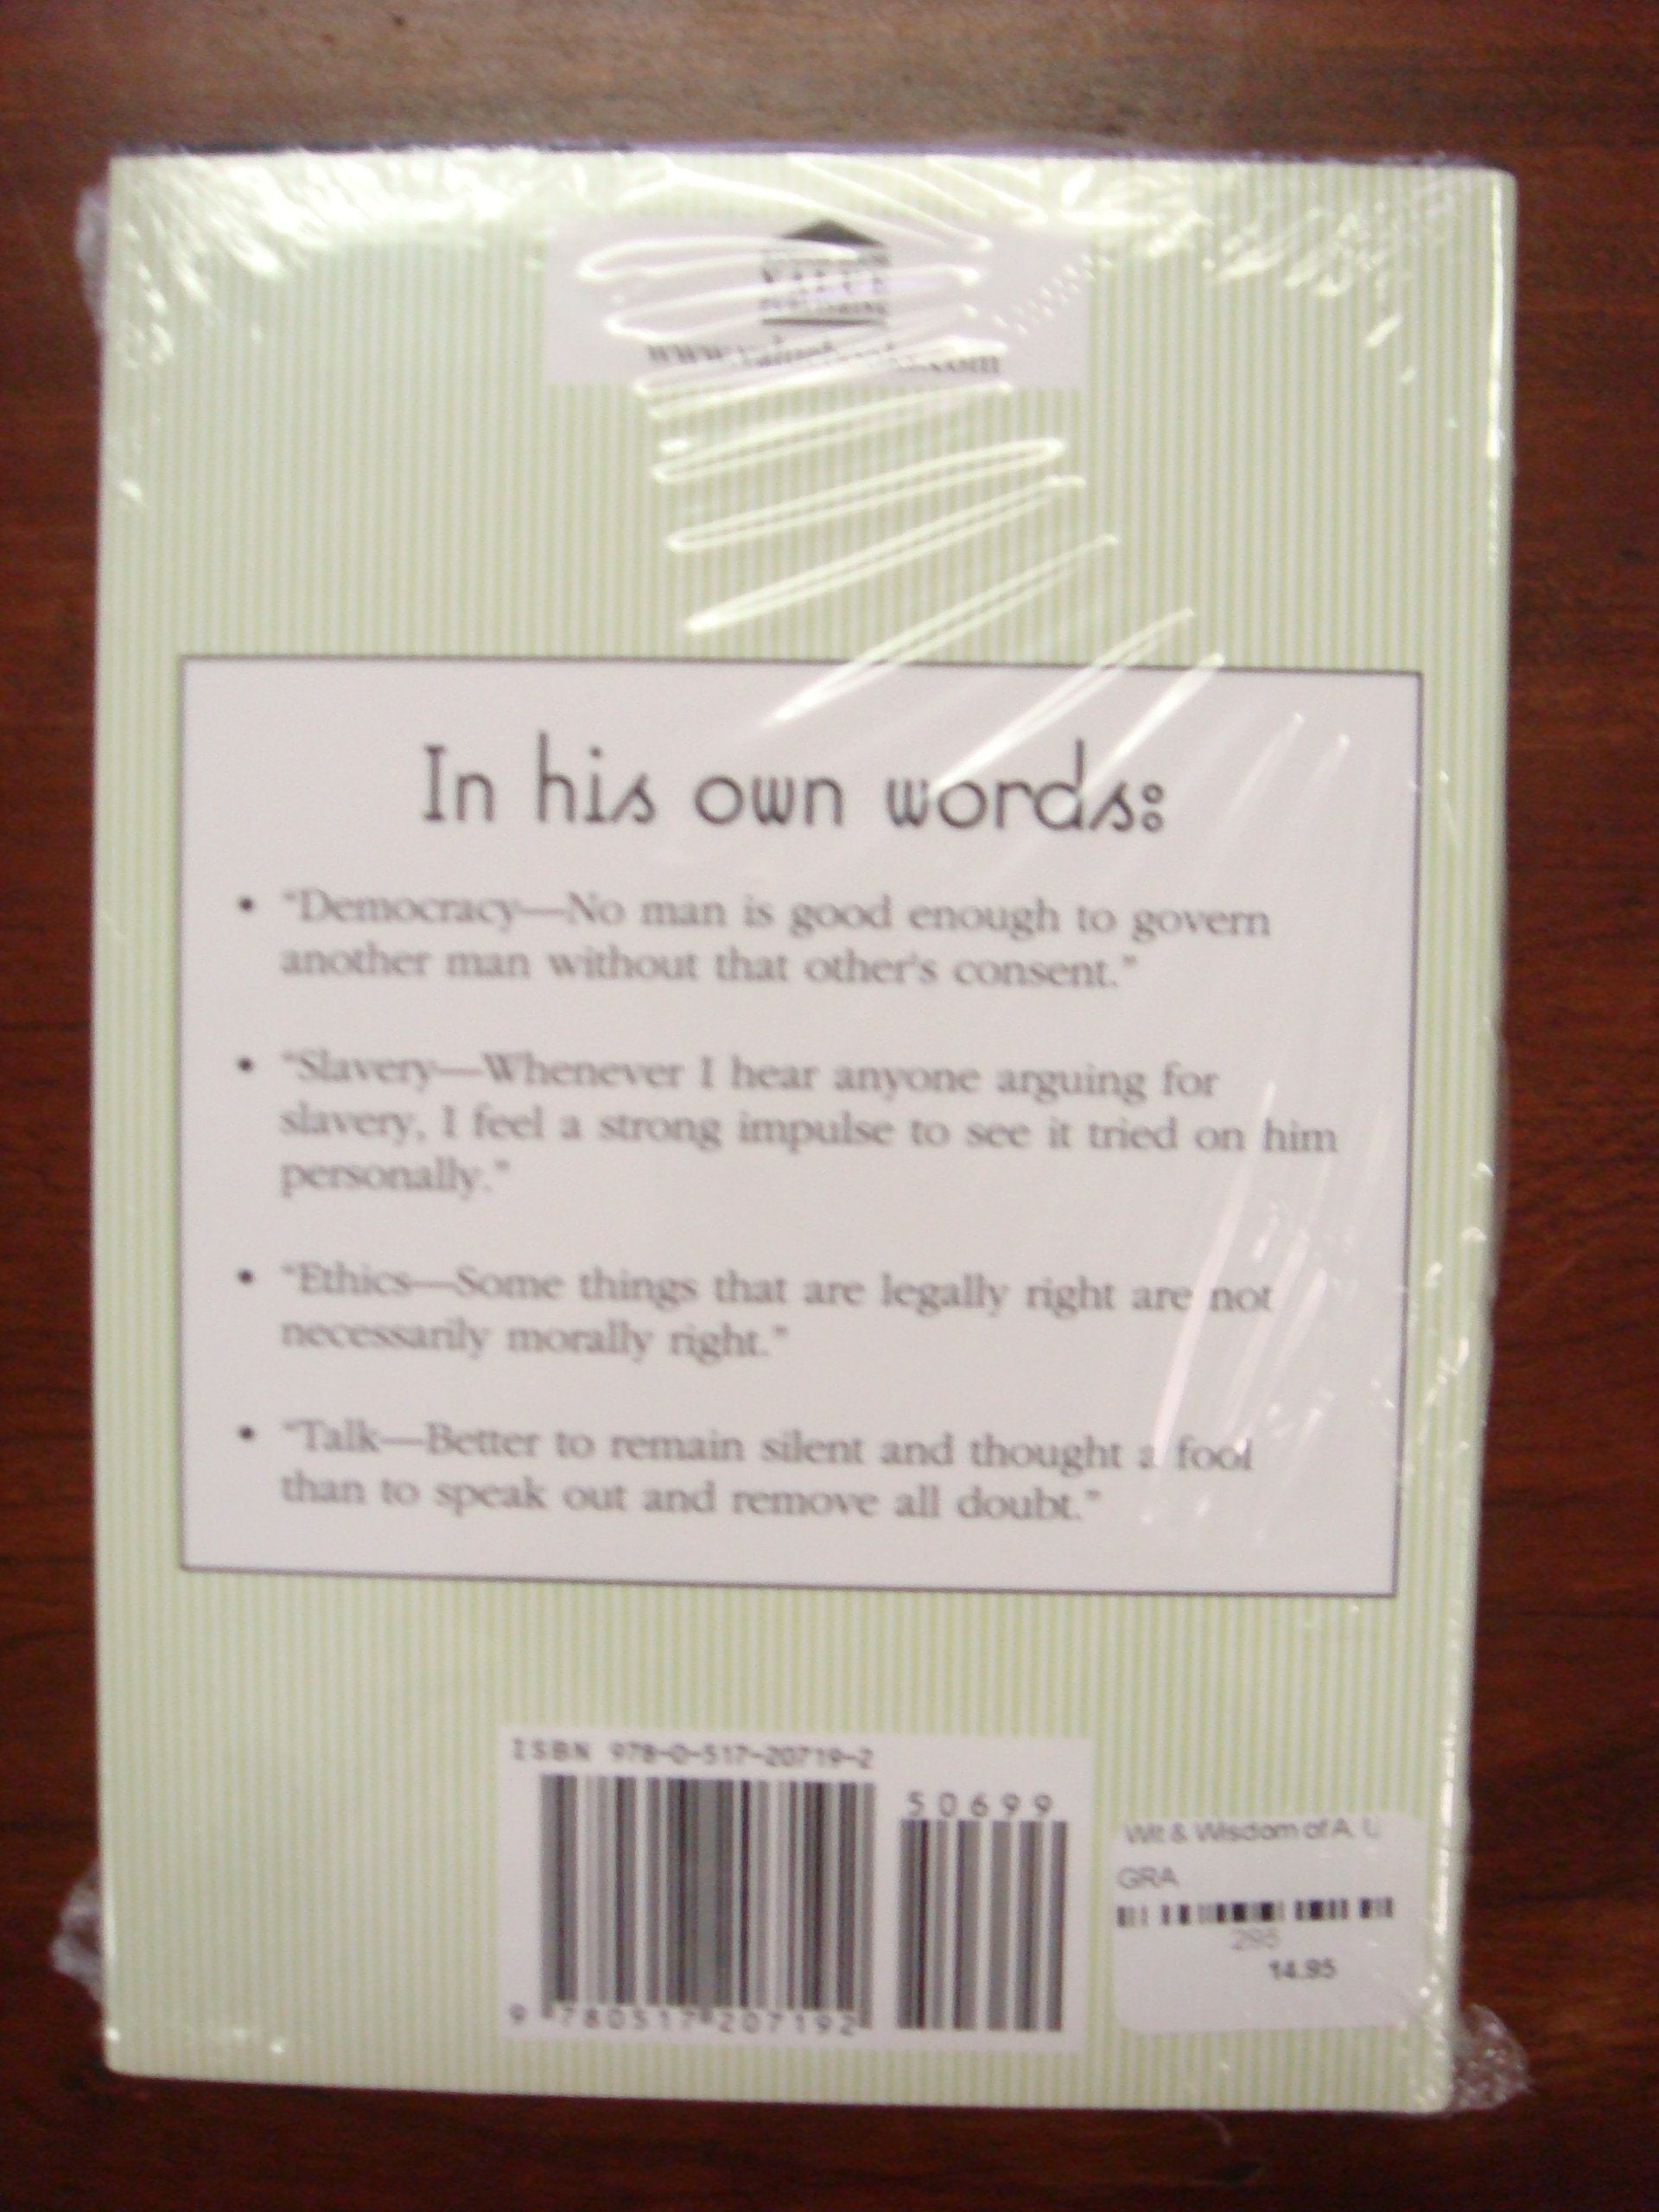 VALUE
PUBLISHING
In his own words:
• "Democracy—No man is good enough to govern
another man without that other's consent."
• "Slavery—Whenever I hear anyone arguing for
slavery, I feel a strong impulse to see it tried on him
personally."
• "Ethics—Some things that are legally right are not
necessarily morally right."
• "Talk—Better to remain silent and thought a fool
than to speak out and remove all doubt."
ISBN 978-0-517-20719-2
50699
9 780517 207192
Wit & Wisdom of A.
GRA
295
14.95